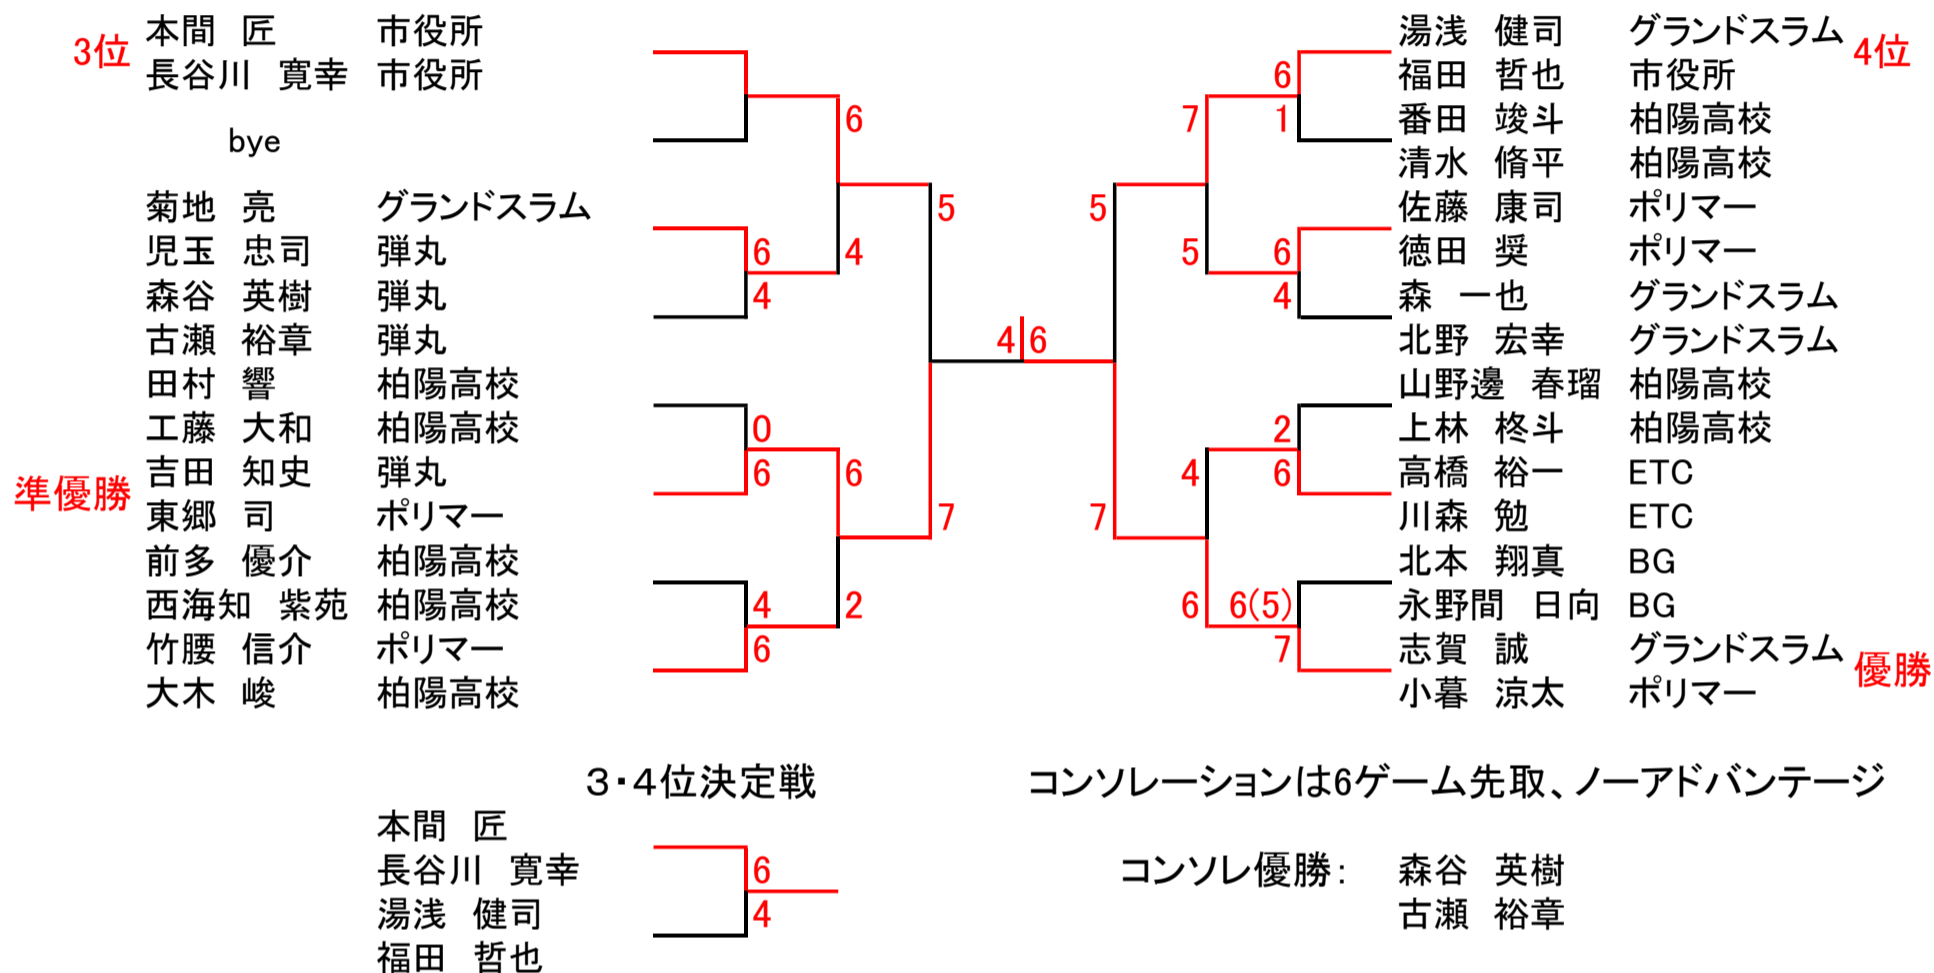 3位
本間 匠 市役所
長谷川 寛幸 市役所
bye
菊地 亮 グランドスラム
児玉 忠司 弾丸
森谷 英樹 弾丸
古瀬 裕章 弾丸
田村 響 柏陽高校
工藤 大和 柏陽高校
準優勝
吉田 知史 弾丸
東郷 司 ポリマー
前多 優介 柏陽高校
西海知 紫苑 柏陽高校
竹腰 信介 ポリマー
大木 峻 柏陽高校
6
4
0
6
4
6
6
4
6
2
5
7
4 6
5
7
7
5
4
6
6
1
6
4
2
6
6(5)
7
湯浅 健司 グランドスラム
4位
福田 哲也 市役所
番田 竣斗 柏陽高校
清水 脩平 柏陽高校
佐藤 康司 ポリマー
徳田 奨 ポリマー
森 一也 グランドスラム
北野 宏幸 グランドスラム
山野邊 春瑠 柏陽高校
上林 柊斗 柏陽高校
高橋 裕一 ETC
川森 勉 ETC
北本 翔真 BG
永野間 日向 BG
志賀 誠 グランドスラム
優勝
小暮 涼太 ポリマー
3・4位決定戦
本間 匠
長谷川 寛幸
湯浅 健司
福田 哲也
6
4
コンソレーションは6ゲーム先取、ノーアドバンテージ
コンソレ優勝: 森谷 英樹
古瀬 裕章